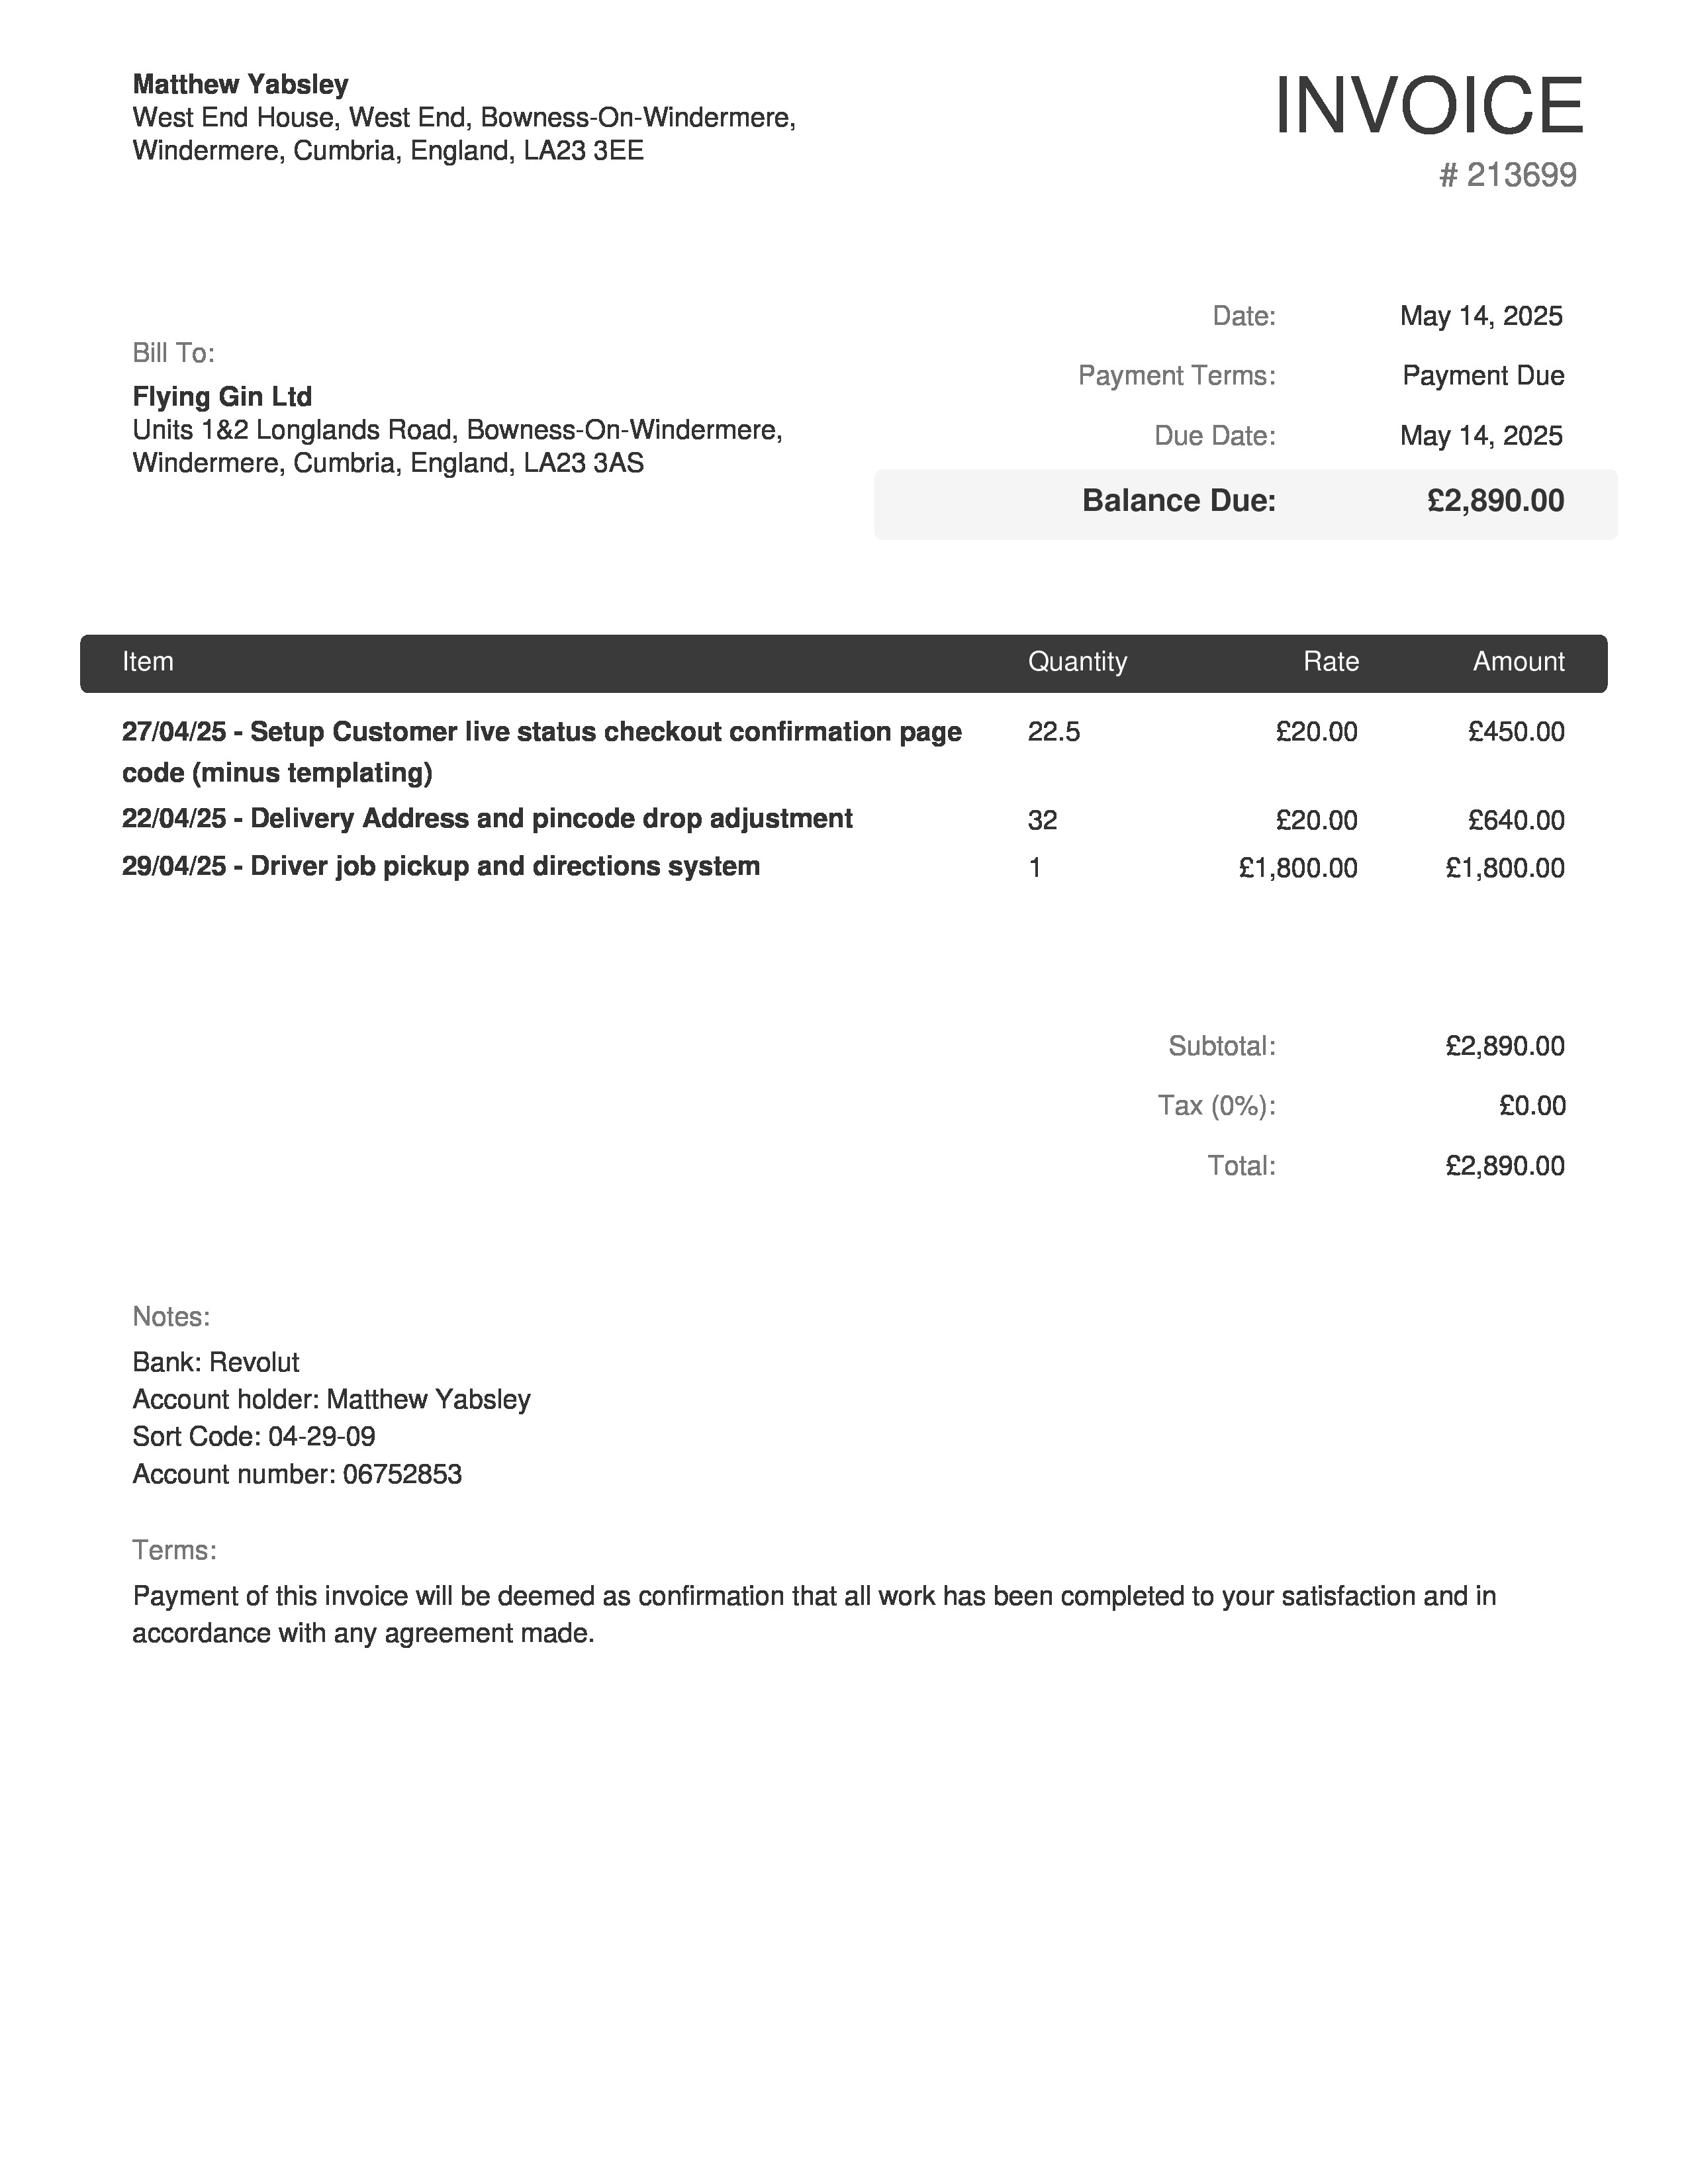 Matthew Yabsley
West End House, West End, Bowness-On-Windermere,
Windermere, Cumbria, England, LA23 3EE
INVOICE
# 213699
Bill To:
Flying Gin Ltd
Units 1&2 Longlands Road, Bowness-On-Windermere,
Windermere, Cumbria, England, LA23 3AS
Date: May 14, 2025
Payment Terms: Payment Due
Due Date: May 14, 2025
Balance Due: £2,890.00
Item Quantity Rate Amount
27/04/25 - Setup Customer live status checkout confirmation page 22.5 £20.00 £450.00
code (minus templating)
22/04/25 - Delivery Address and pincode drop adjustment 32 £20.00 £640.00
29/04/25 - Driver job pickup and directions system 1 £1,800.00 £1,800.00
Subtotal: £2,890.00
Tax (0%): £0.00
Total: £2,890.00
Notes:
Bank: Revolut
Account holder: Matthew Yabsley
Sort Code: 04-29-09
Account number: 06752853
Terms:
Payment of this invoice will be deemed as confirmation that all work has been completed to your satisfaction and in
accordance with any agreement made.